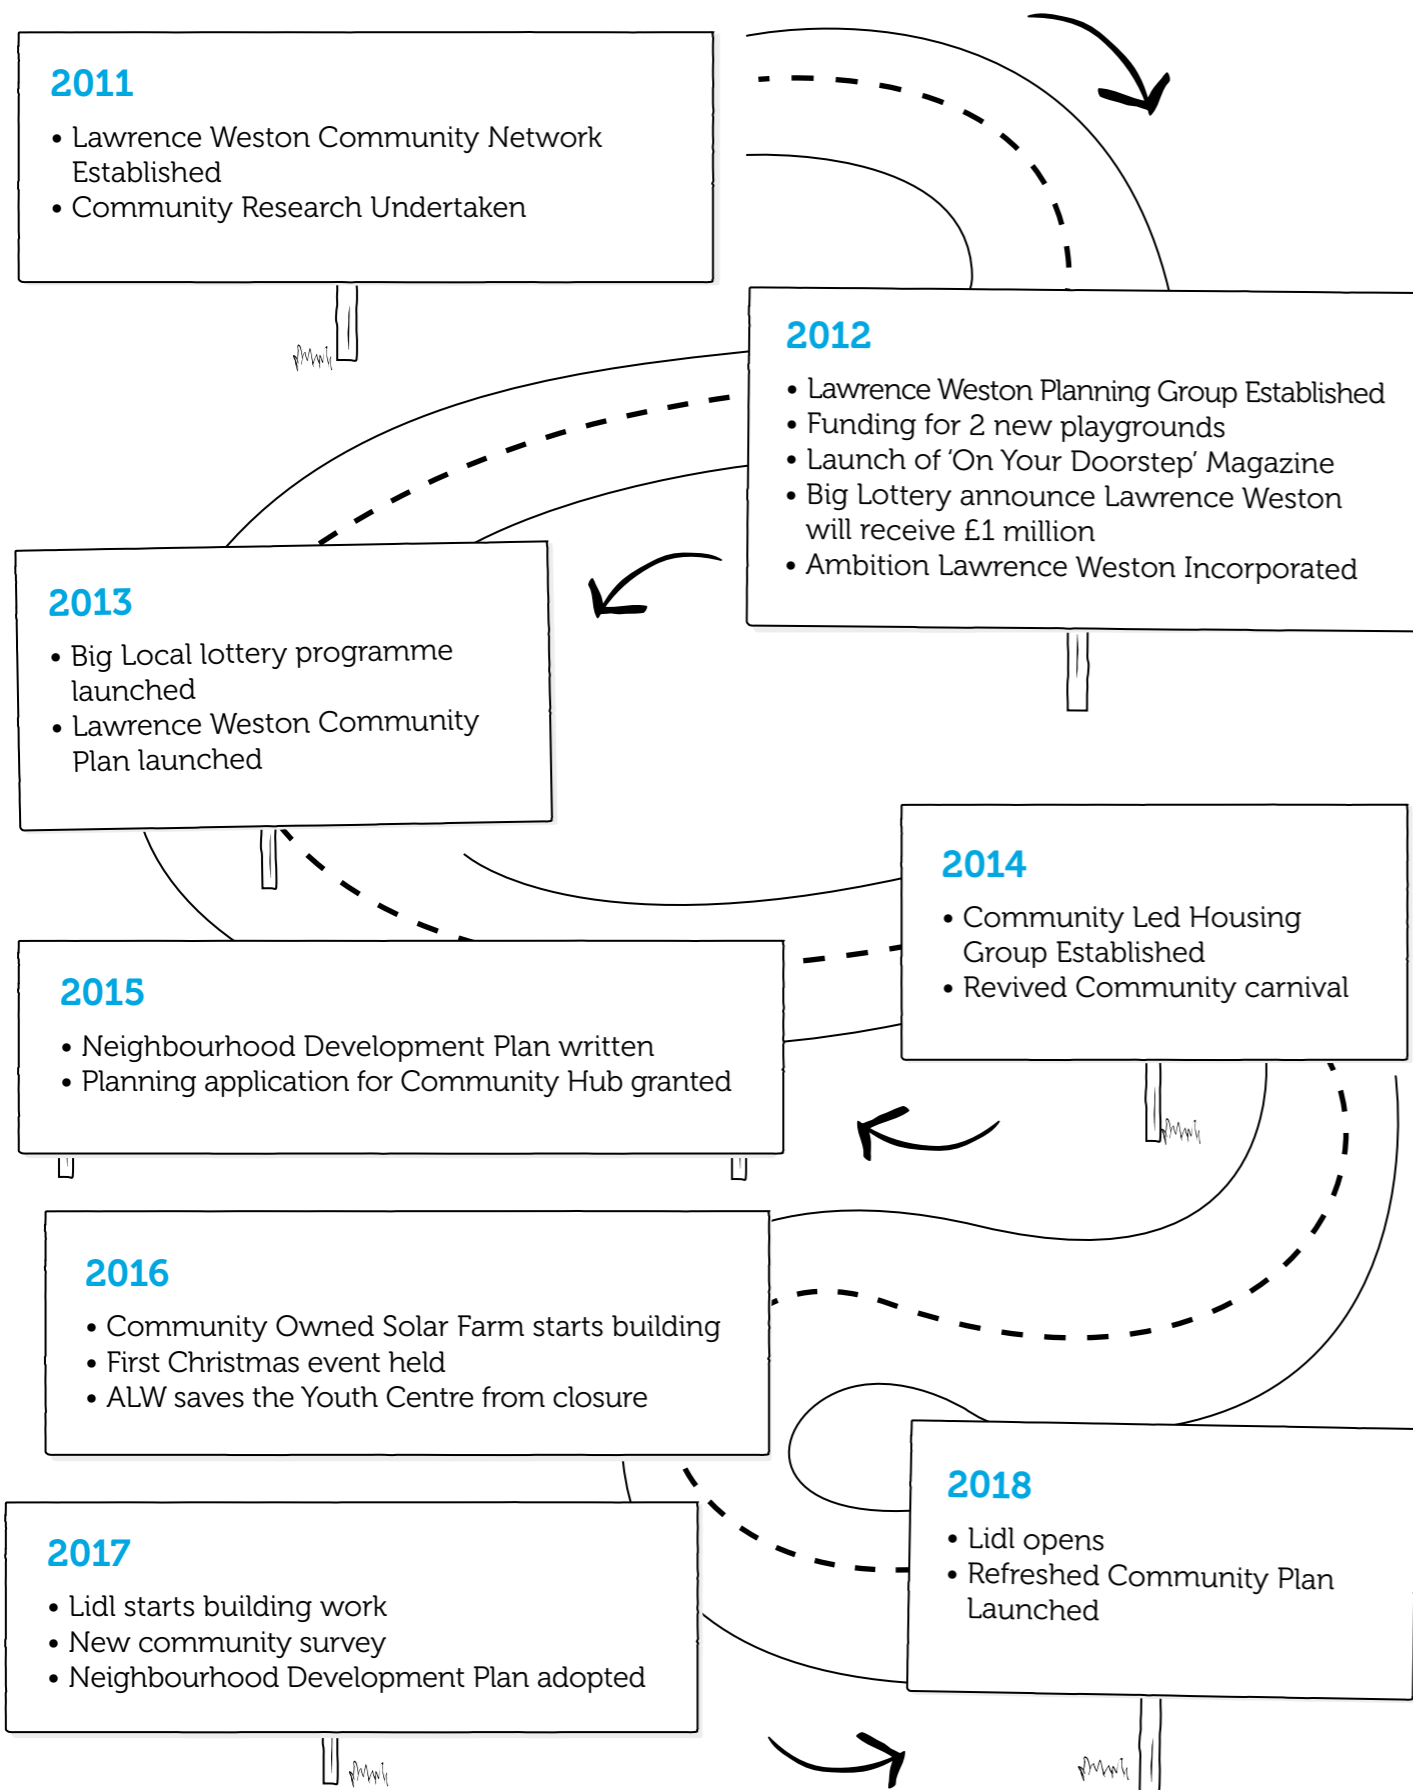 2011
• Lawrence Weston Community Network
Established
• Community Research Undertaken
2012
• Lawrence Weston Planning Group Established
• Funding for 2 new playgrounds
• Launch of ‘On Your Doorstep’ Magazine
• Big Lottery announce Lawrence Weston
will receive £1 million
• Ambition Lawrence Weston Incorporated
2013
• Big Local lottery programme
launched
• Lawrence Weston Community
Plan launched
2014
• Community Led Housing
Group Established
• Revived Community carnival
2015
• Neighbourhood Development Plan written
• Planning application for Community Hub granted
2016
• Community Owned Solar Farm starts building
• First Christmas event held
• ALW saves the Youth Centre from closure
2017
• Lidl starts building work
• New community survey
• Neighbourhood Development Plan adopted
2018
• Lidl opens
• Refreshed Community Plan
Launched